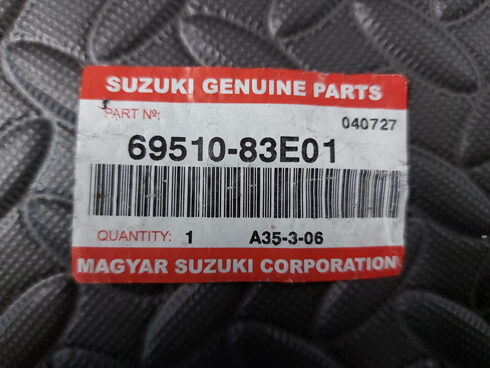 SUZUKI GENUINE PARTS
PART Nº:
040727
69510-83E01
QUANTITY: 1 A35-3-06
MAGYAR SUZUKI CORPORATION